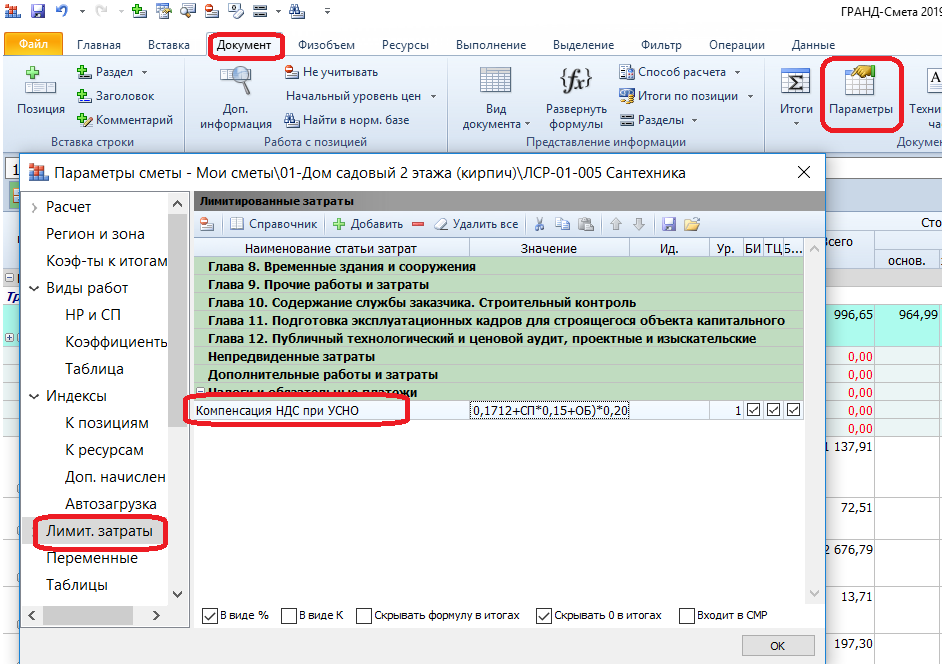 ГРАНД-Смета 2019
Файл Главная Вставка Документ Физобъем Ресурсы Выполнение Выделение Фильтр Операции Данные
Позиция
Раздел
Заголовок
Комментарий
Вставка строки
Доп. информация
Не учитывать
Начальный уровень цен
Найти в норм. базе
Работа с позицией
Вид документа
Развернуть формулы
Способ расчета
Итоги по позиции
Разделы
Представление информации
Итоги
Параметры
Техни
ча
Докумен
1
Параметры сметы - Мои сметы\01-Дом садовый 2 этажа (кирпич)\ЛСР-01-005 Сантехника
Расчет
Регион и зона
Коэф-ты к итогам
Виды работ
НР и СП
Коэффициенть
Таблица
Индексы
К позициям
К ресурсам
Доп. начислен
Автозагрузка
Лимит. затраты
Переменные
Таблицы
Лимитированные затраты
Справочник Добавить Удалить все
Наименование статьи затрат Значение Ид. Ур. БИ ТЦ Б...
Глава 8. Временные здания и сооружения
Глава 9. Прочие работы и затраты
Глава 10. Содержание службы заказчика. Строительный контроль
Глава 11. Подготовка эксплуатационных кадров для строящегося объекта капитального
Глава 12. Публичный технологический и ценовой аудит, проектные и изыскательские
Непредвиденные затраты
Дополнительные работы и затраты
Налоги и обязательные платежи
Компенсация НДС при УСНО 0,1712+СП*0,15+ОБ)*0,20 1
В виде % В виде К Скрывать формулу в итогах Скрывать 0 в итогах Входит в СМР
ОК
Сто
всего основ.
Тр
996,65 964,99
0,00
0,00
0,00
0,00
0,00
1 137,91
72,51
2 676,79
13,71
197,30